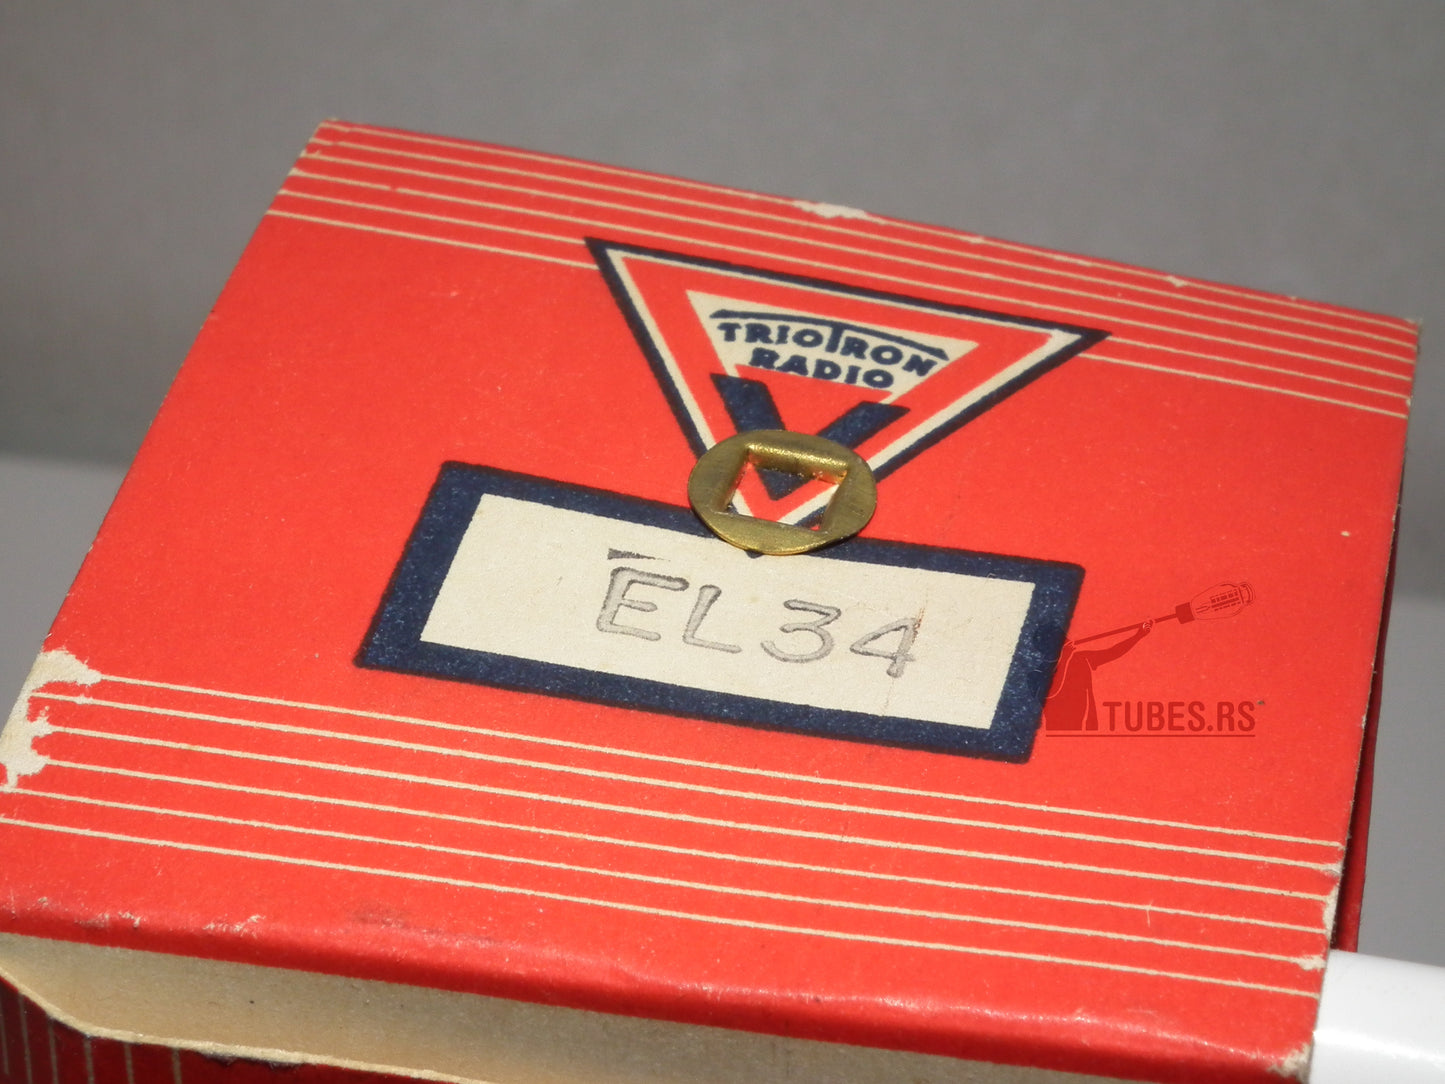 TRIOTRON
RADIO
EL34
TUBES.RS